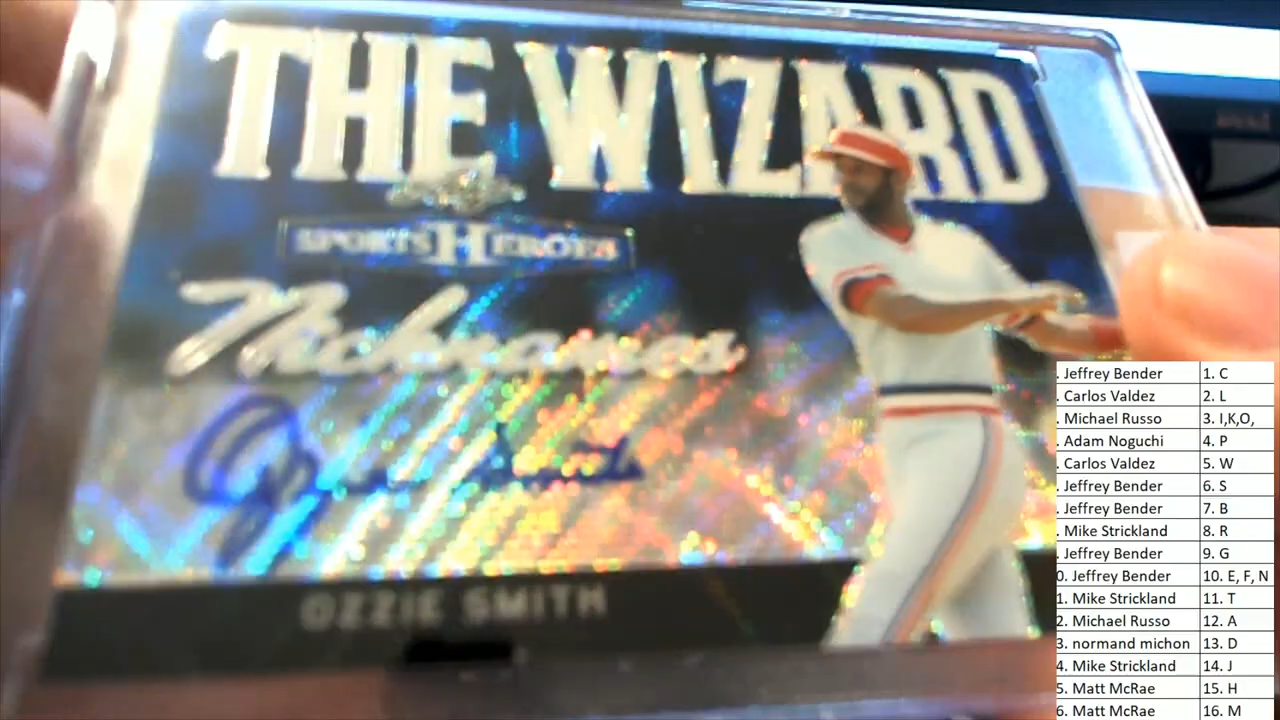 THE WIZARD
SPORTS HEROES
Nicknames
OZZIE SMITH
. Jeffrey Bender 1. C
. Carlos Valdez 2. L
. Michael Russo 3. I,K,O,
. Adam Noguchi 4. P
. Carlos Valdez 5. W
. Jeffrey Bender 6. S
. Jeffrey Bender 7. B
. Mike Strickland 8. R
. Jeffrey Bender 9. G
0. Jeffrey Bender 10. E, F, N
1. Mike Strickland 11. T
2. Michael Russo 12. A
3. normand michon 13. D
4. Mike Strickland 14. J
5. Matt McRae 15. H
6. Matt McRae 16. M